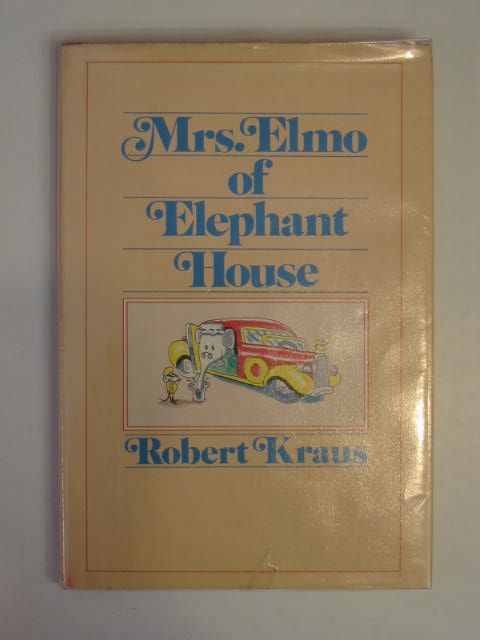 Mrs. Elmo
of
Elephant
House
Robert Kraus